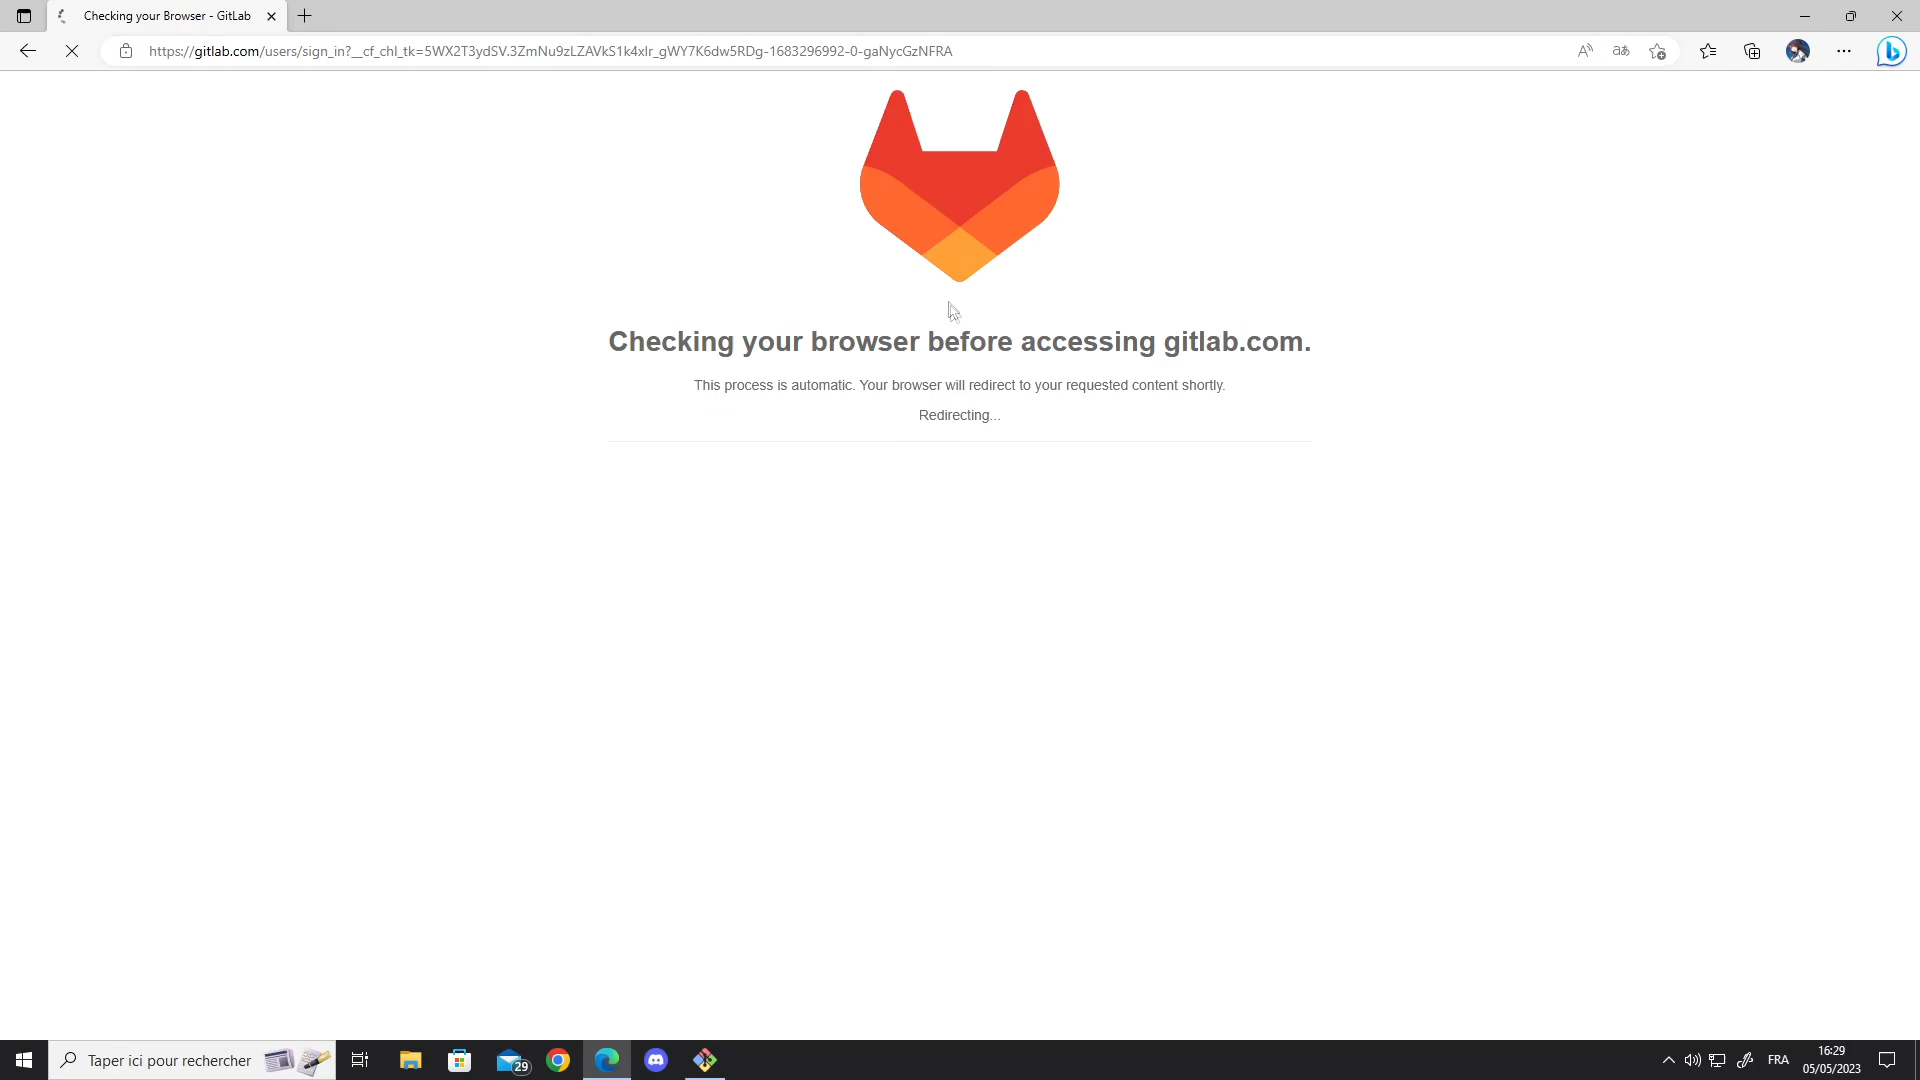 Checking your Browser - GitLab
https://gitlab.com/users/sign_in?__cf_chl_tk=5WX2T3ydSV.3ZmNu9zLZAVkS1k4xIr_gWY7K6dw5RDg-1683296992-0-gaNycGzNFRA
Checking your browser before accessing gitlab.com.
This process is automatic. Your browser will redirect to your requested content shortly.
Redirecting...
Taper ici pour rechercher
29
FRA
16:29
05/05/2023